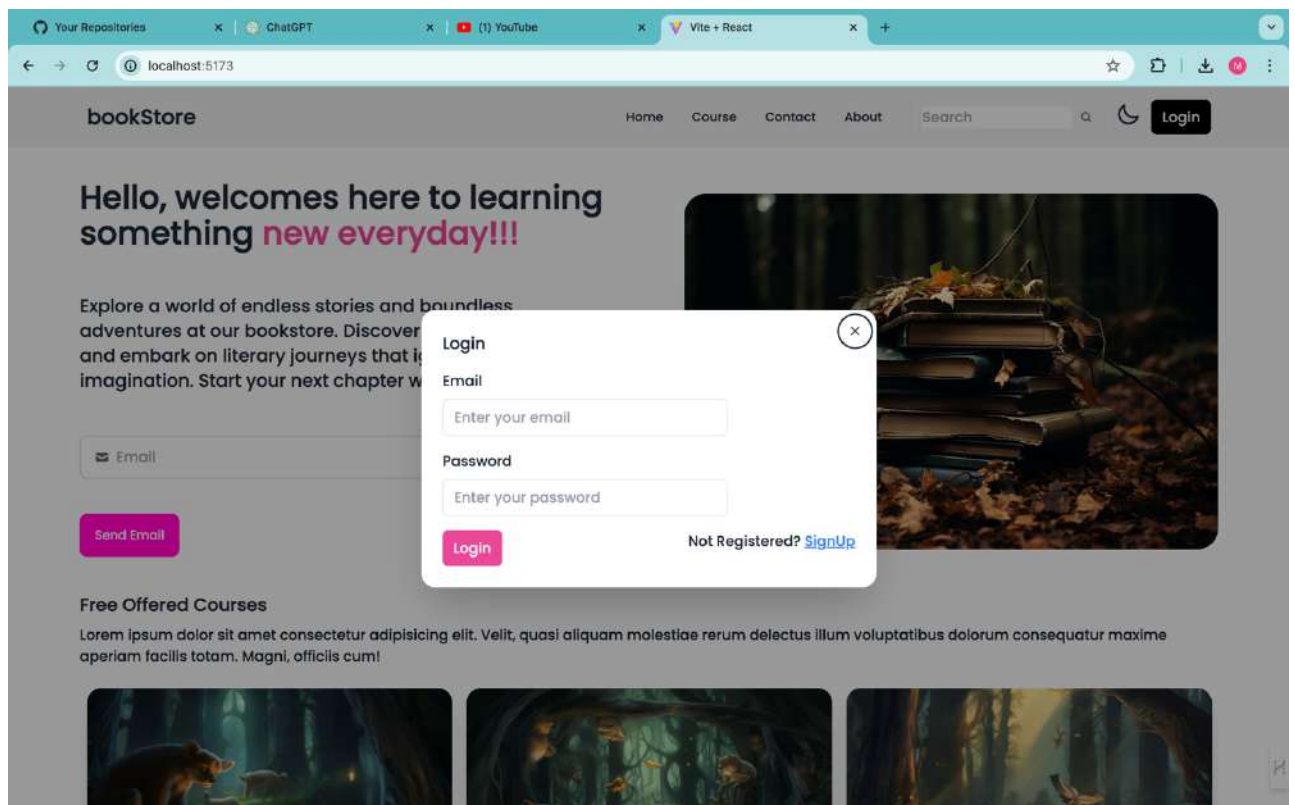 Your Repositories
ChatGPT
(1) YouTube
Vite + React
localhost:5173
M
bookStore
Home
Course
Contact
About
Search
Login
Hello, welcomes here to learning
something new everyday!!!
Explore a world of endless stories and boundless
adventures at our bookstore. Discover
and embark on literary journeys that ig
imagination. Start your next chapter w
Email
Send Email
Login
Email
Enter your email
Password
Enter your password
Login
Not Registered? SignUp
Free Offered Courses
Lorem ipsum dolor sit amet consectetur adipisicing elit. Velit, quasi aliquam molestiae rerum delectus illum voluptatibus dolorum consequatur maxime
aperiam facilis totam. Magni, officiis cum!